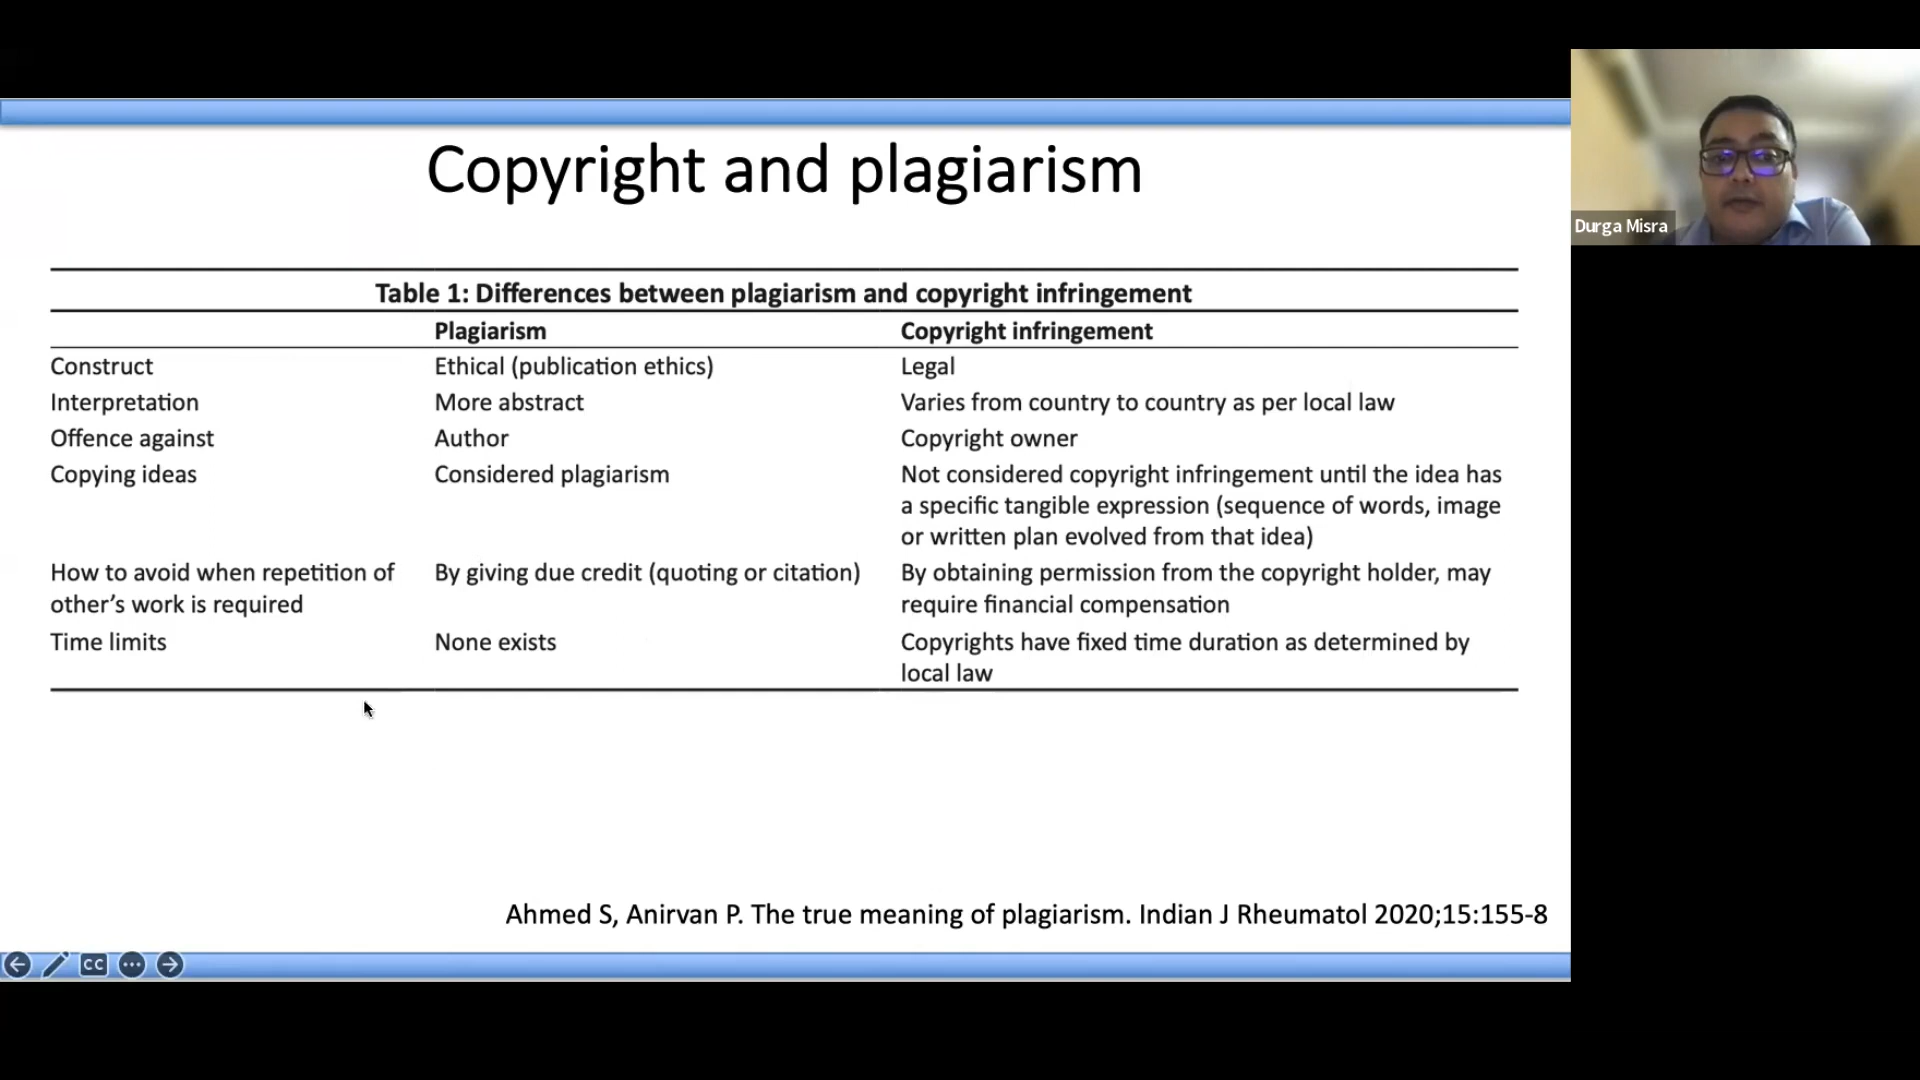 Copyright and plagiarism
Durga Misra
Table 1: Differences between plagiarism and copyright infringement
Plagiarism Copyright infringement
Construct Ethical (publication ethics) Legal
Interpretation More abstract Varies from country to country as per local law
Offence against Author Copyright owner
Copying ideas Considered plagiarism Not considered copyright infringement until the idea has
a specific tangible expression (sequence of words, image
or written plan evolved from that idea)
How to avoid when repetition of By giving due credit (quoting or citation) By obtaining permission from the copyright holder, may
other’s work is required require financial compensation
Time limits None exists Copyrights have fixed time duration as determined by
local law
Ahmed S, Anirvan P. The true meaning of plagiarism. Indian J Rheumatol 2020;15:155-8
CC